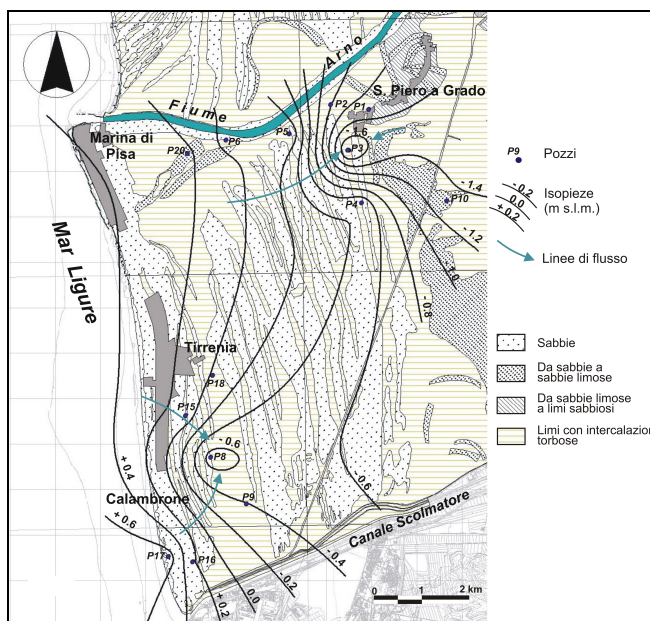 Fiume Arno
S. Piero a Grado
Marina di
Pisa
Mar Ligure
Tirrenia
Calambrone
Canale Scolmatore
P1
P2
P3
P4
P5
P6
P20
P10
P18
P15
P8
P9
P17
P16
- 1.6
- 1.4
- 1.2
- 1.0
- 0.8
- 0.6
- 0.6
- 0.4
- 0.2
0.0
+ 0.2
+ 0.4
+ 0.6
0 1 2 km
P9
Pozzi
-0.2
0.0
+0.2
Isopieze
(m s.l.m.)
Linee di flusso
Sabbie
Da sabbie a
sabbie limose
Da sabbie limose
a limi sabbiosi
Limi con intercalazio
torbose